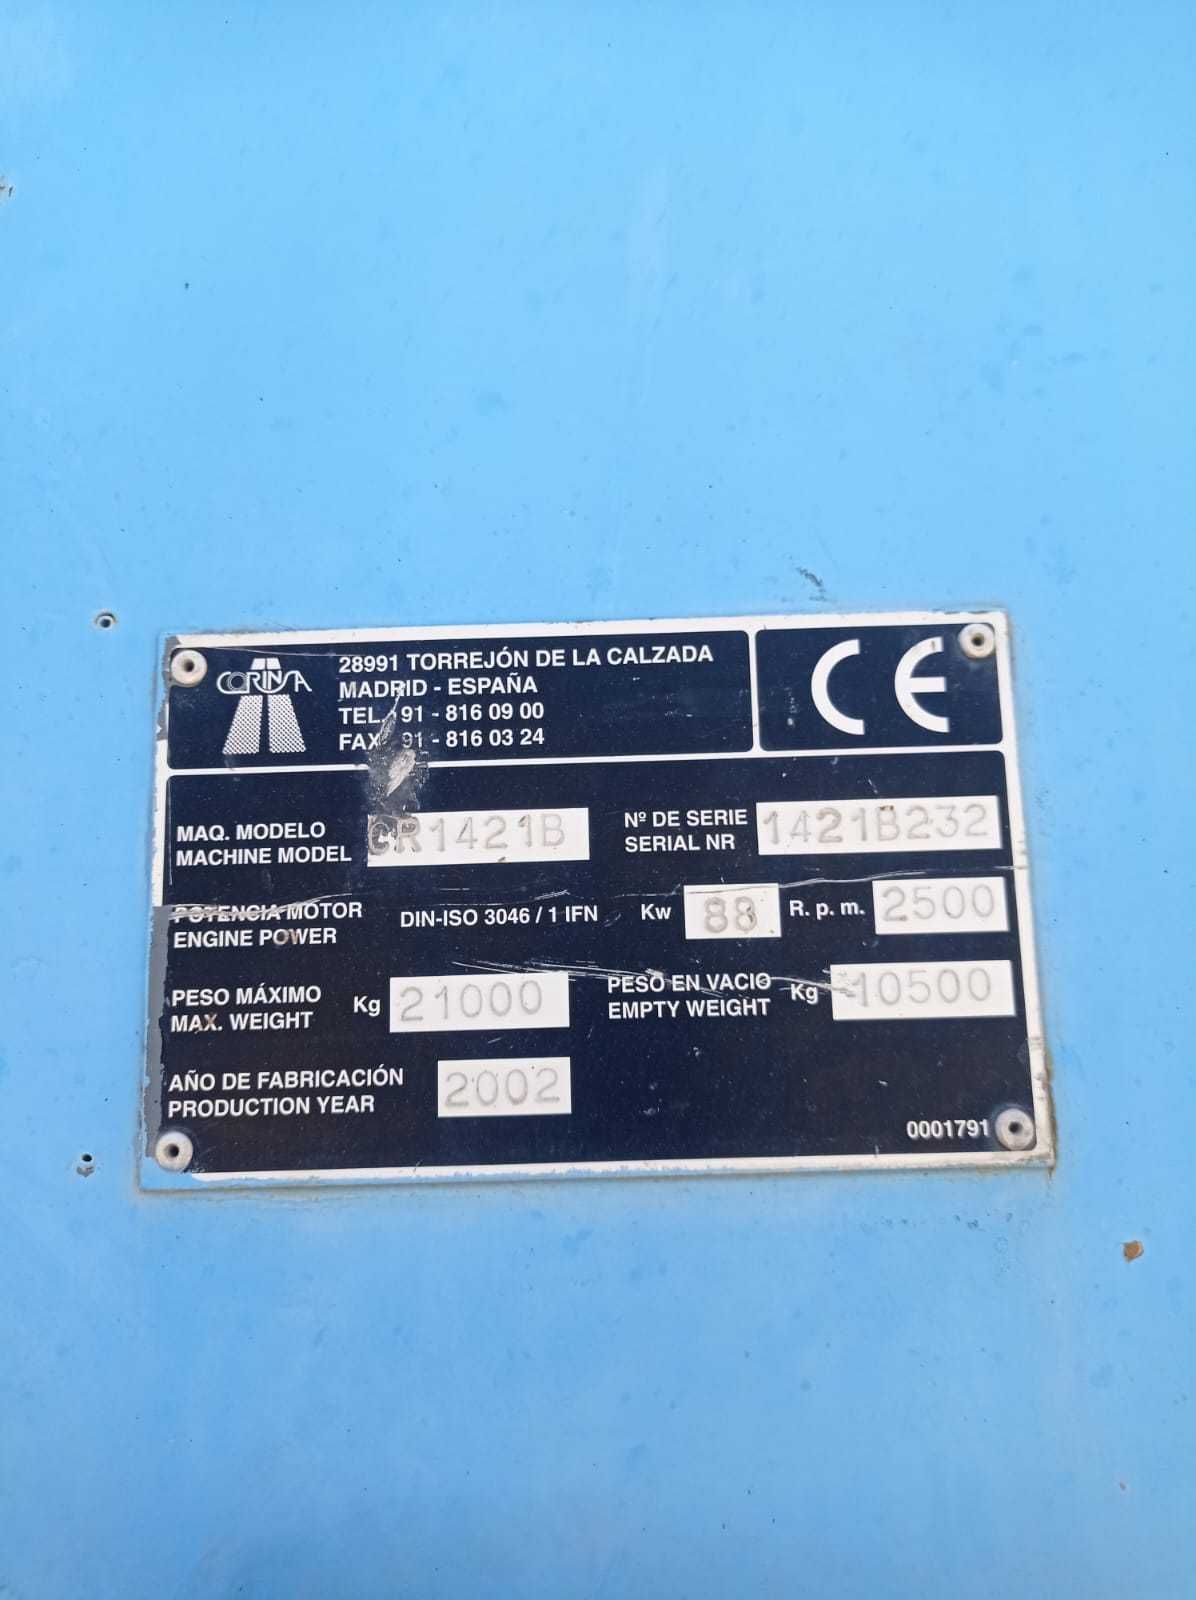 CORINSA
28991 TORREJÓN DE LA CALZADA
MADRID - ESPAÑA
TEL. 91 - 816 09 00
FAX 91 - 816 03 24
CE
MAQ. MODELO
MACHINE MODEL CR1421B
Nº DE SERIE
SERIAL NR 1421B232
POTENCIA MOTOR
ENGINE POWER DIN-ISO 3046 / 1 IFN Kw 88 R. p. m. 2500
PESO MÁXIMO
MAX. WEIGHT Kg 21000
PESO EN VACIO
EMPTY WEIGHT Kg 10500
AÑO DE FABRICACIÓN
PRODUCTION YEAR 2002
0001791